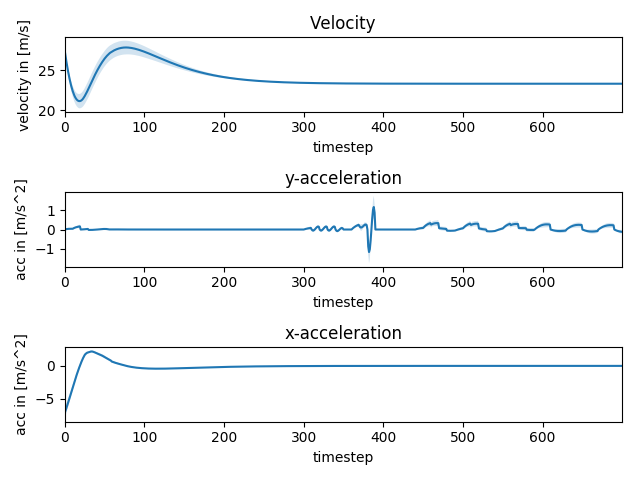 Velocity
velocity in [m/s]
25
20
0 100 200 300 400 500 600
timestep
y-acceleration
acc in [m/s^2]
1
0
−1
0 100 200 300 400 500 600
timestep
x-acceleration
acc in [m/s^2]
0
−5
0 100 200 300 400 500 600
timestep